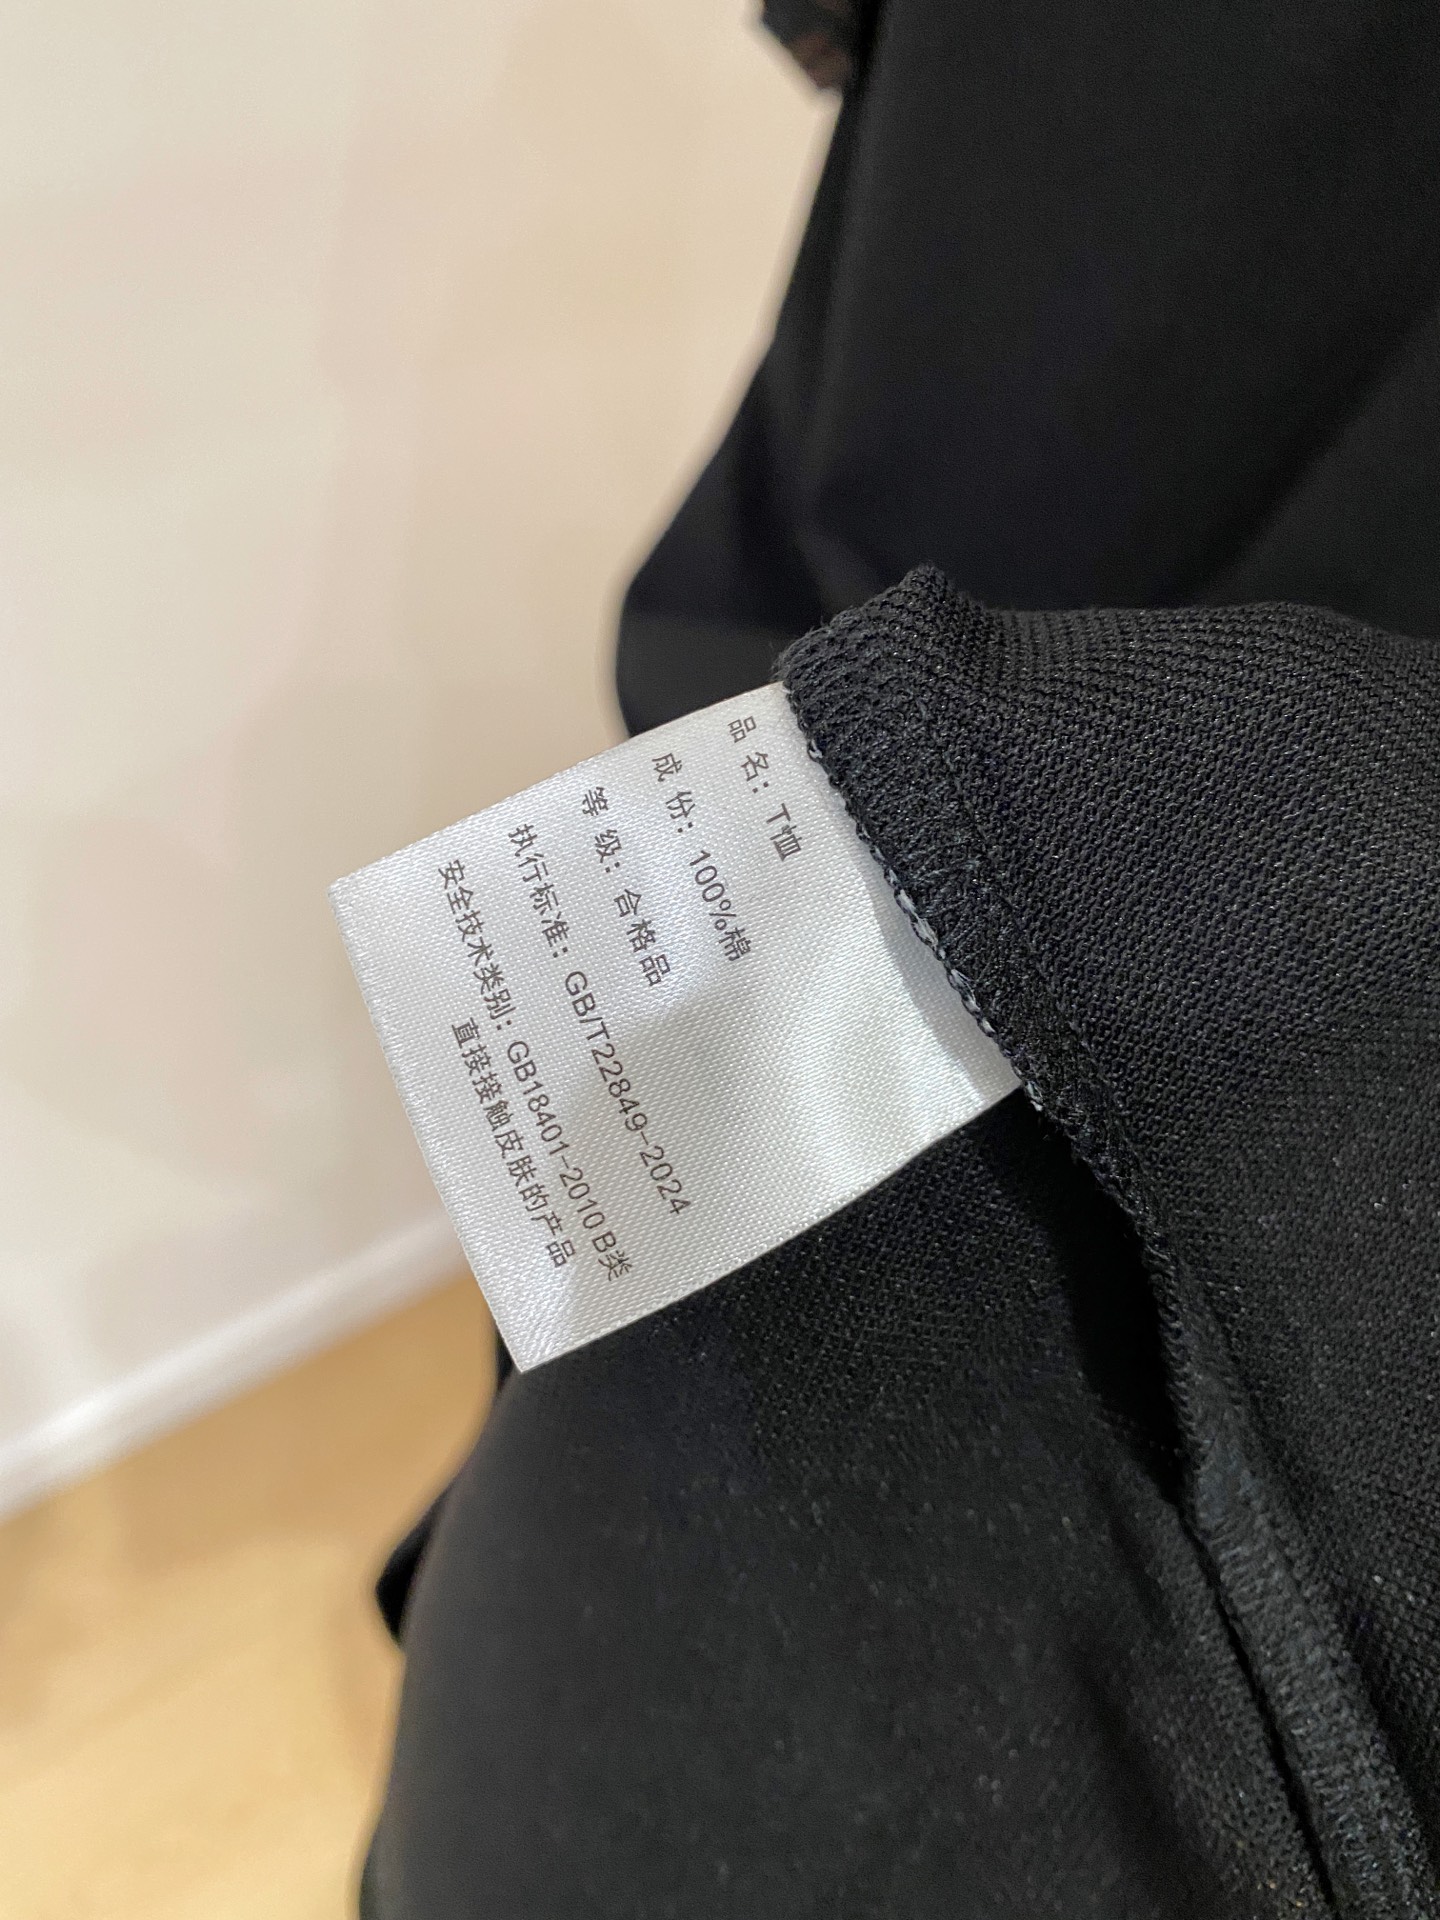 品 名：T恤
成 份：100%棉
等 级：合格品
执行标准：GB/T22849-2024
安全技术类别：GB18401-2010 B类
直接接触皮肤的产品